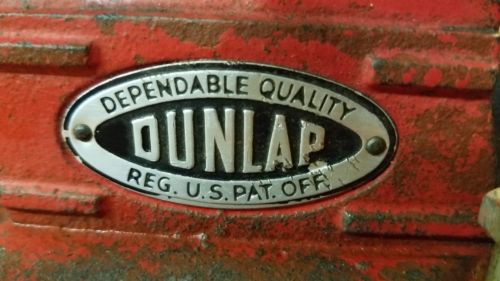 DEPENDABLE QUALITY
DUNLAP
REG. U.S. PAT. OFF.